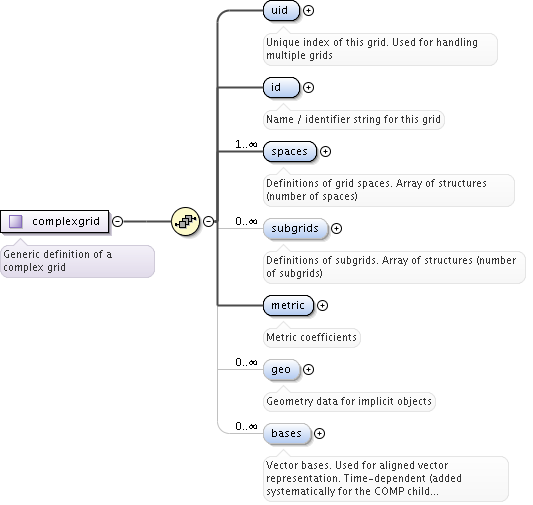 uid
Unique index of this grid. Used for handling
multiple grids
id
Name / identifier string for this grid
1..∞
spaces
Definitions of grid spaces. Array of structures
(number of spaces)
0..∞
complexgrid
subgrids
Generic definition of a
complex grid
Definitions of subgrids. Array of structures (number
of subgrids)
metric
Metric coefficients
0..∞
geo
Geometry data for implicit objects
0..∞
bases
Vector bases. Used for aligned vector
representation. Time-dependent (added
systematically for the COMP child...